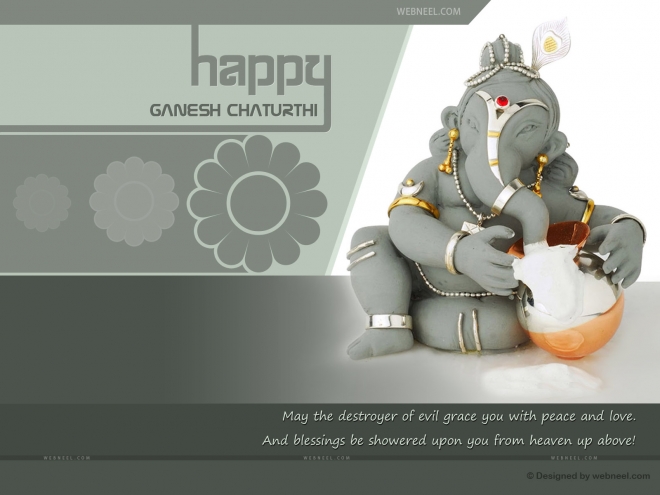 WEBNEEL.COM
happy
GANESH CHATURTHI
May the destroyer of evil grace you with peace and love.
And blessings be showered upon you from heaven up above!
WEBNEEL.COM WEBNEEL.COM WEBNEEL.COM
© Designed by webneel.com